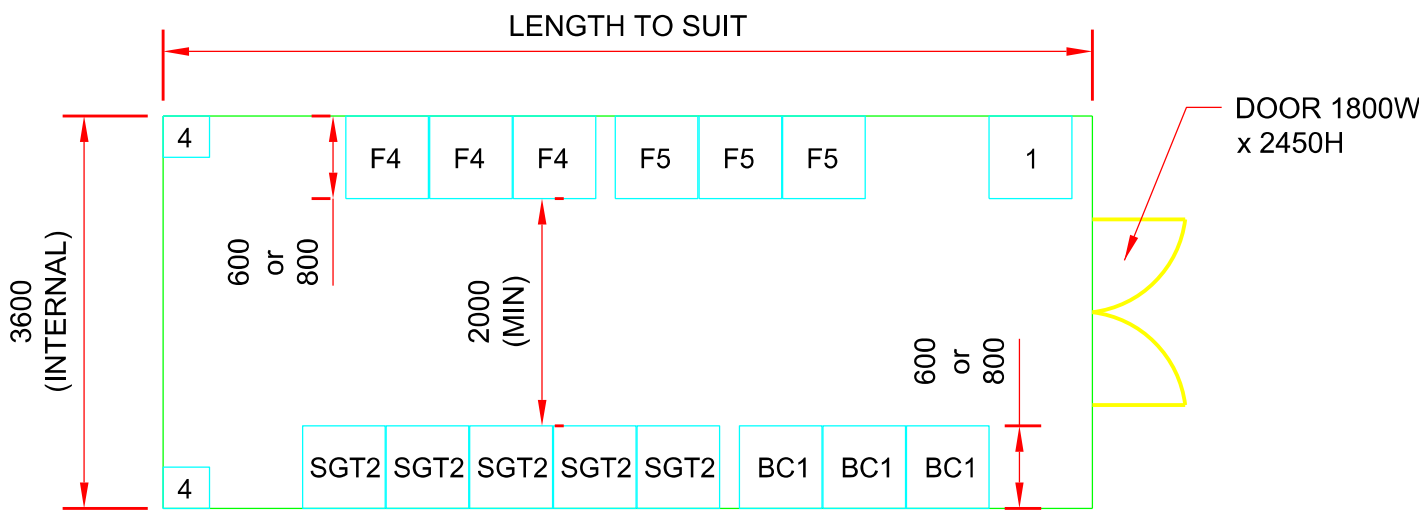 LENGTH TO SUIT
DOOR 1800W
x 2450H
4
F4 F4 F4 F5 F5 F5 1
600
or
800
3600
(INTERNAL)
2000
(MIN)
600
or
800
SGT2 SGT2 SGT2 SGT2 SGT2 BC1 BC1 BC1
4